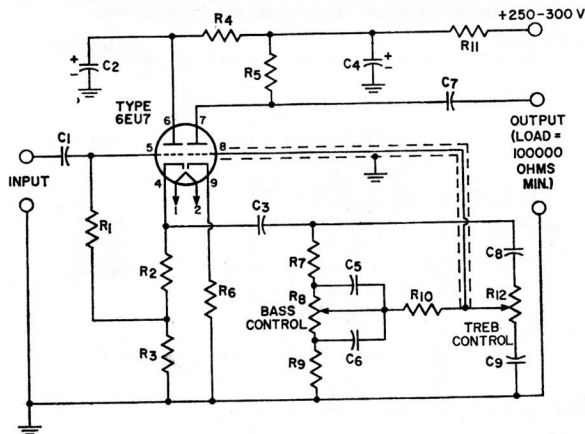 R4
+250-300 V
R11
C2
R5
C4
C7
TYPE
6EU7
6
7
C1
5
8
OUTPUT
(LOAD =
100000
OHMS
MIN.)
INPUT
4
9
1
2
C3
R1
R2
R7
C5
C8
R6
R8
R10
R12
BASS
CONTROL
TREB
CONTROL
R3
C6
R9
C9
+
-
+
-